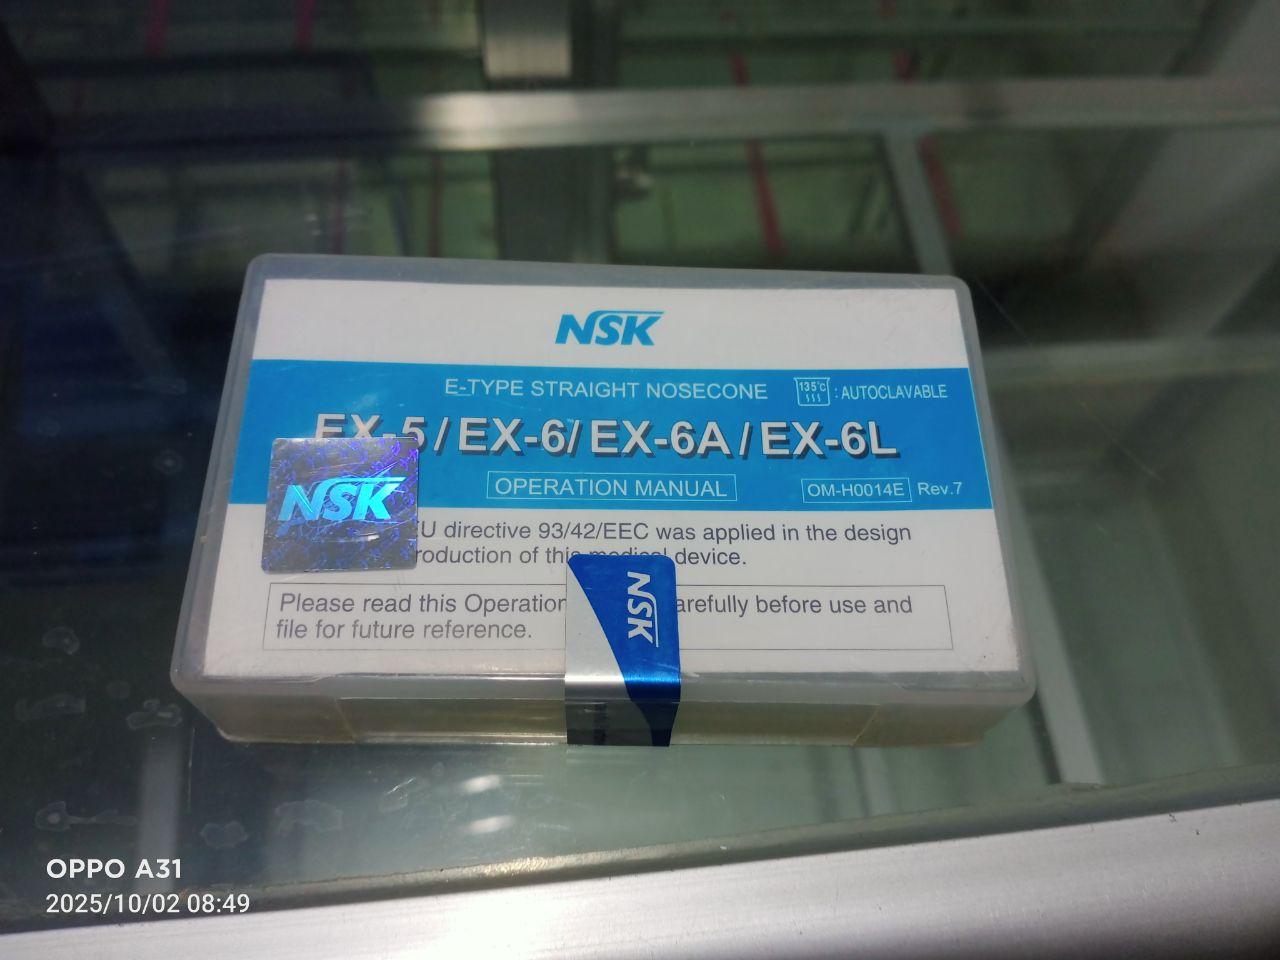 NSK
E-TYPE STRAIGHT NOSECONE 135°C : AUTOCLAVABLE
EX-5/EX-6/EX-6A/EX-6L
OPERATION MANUAL OM-H0014E Rev.7
NSK
U directive 93/42/EEC was applied in the design
roduction of this medical device.
NSK
Please read this Operation arefully before use and
file for future reference.
OPPO A31
2025/10/02 08:49